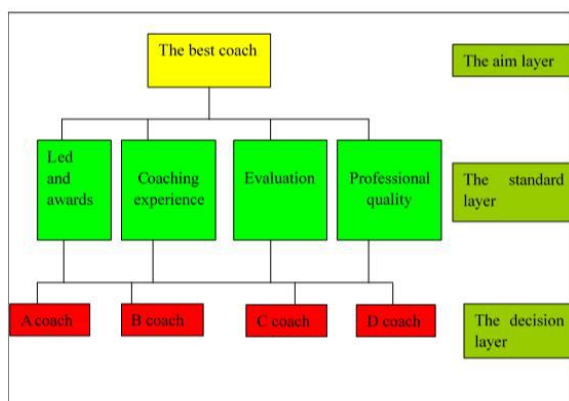 The best coach
The aim layer
Led
and
awards
Coaching
experience
Evaluation
Professional
quality
The standard
layer
A coach
B coach
C coach
D coach
The decision
layer